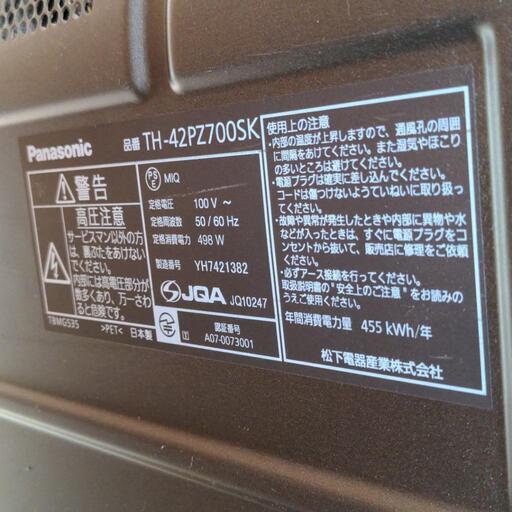 Panasonic
品番 TH-42PZ700SK
警告
高圧注意
サービスマン以外の方
は、裏ぶたをあけない
でください。
内部には高電圧部分が
数多くあり、万一さわ
ると危険です。
TBMG535
>PET< 日本製
PS
E
MIQ
定格電圧 100 V ～
定格周波数 50 / 60 Hz
定格消費電力 498 W
製造番号 YH7421382
JQA JQ10247
認証番号
A07-0073001
使用上の注意
・内部の温度が上昇しますので、通風孔の周囲
に間隔をあけてください。また湿気やほこり
の多いところは避けてください。
・電源プラグは確実に差し込んでください。
コードは傷つけないようていねいに取り扱っ
てください。
・故障や異常が発生したときや内部に異物や水
などが入ったときは、すぐに電源プラグをコ
ンセントから抜いて、販売店に修理をご依頼
ください。
・必ずアース接続を行ってください。
取扱説明書の"安全上のご注意"をお読みの
うえご使用ください。
年間消費電力量 455 kWh/年
松下電器産業株式会社